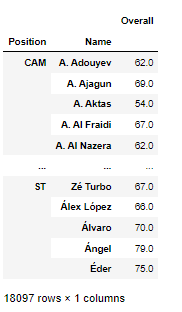 Overall
Position Name
CAM A. Adouyev 62.0
A. Ajagun 69.0
A. Aktas 54.0
A. Al Fraidi 67.0
A. Al Nazera 62.0
... ... ...
ST Zé Turbo 67.0
Álex López 66.0
Álvaro 70.0
Ángel 79.0
Éder 75.0
18097 rows × 1 columns